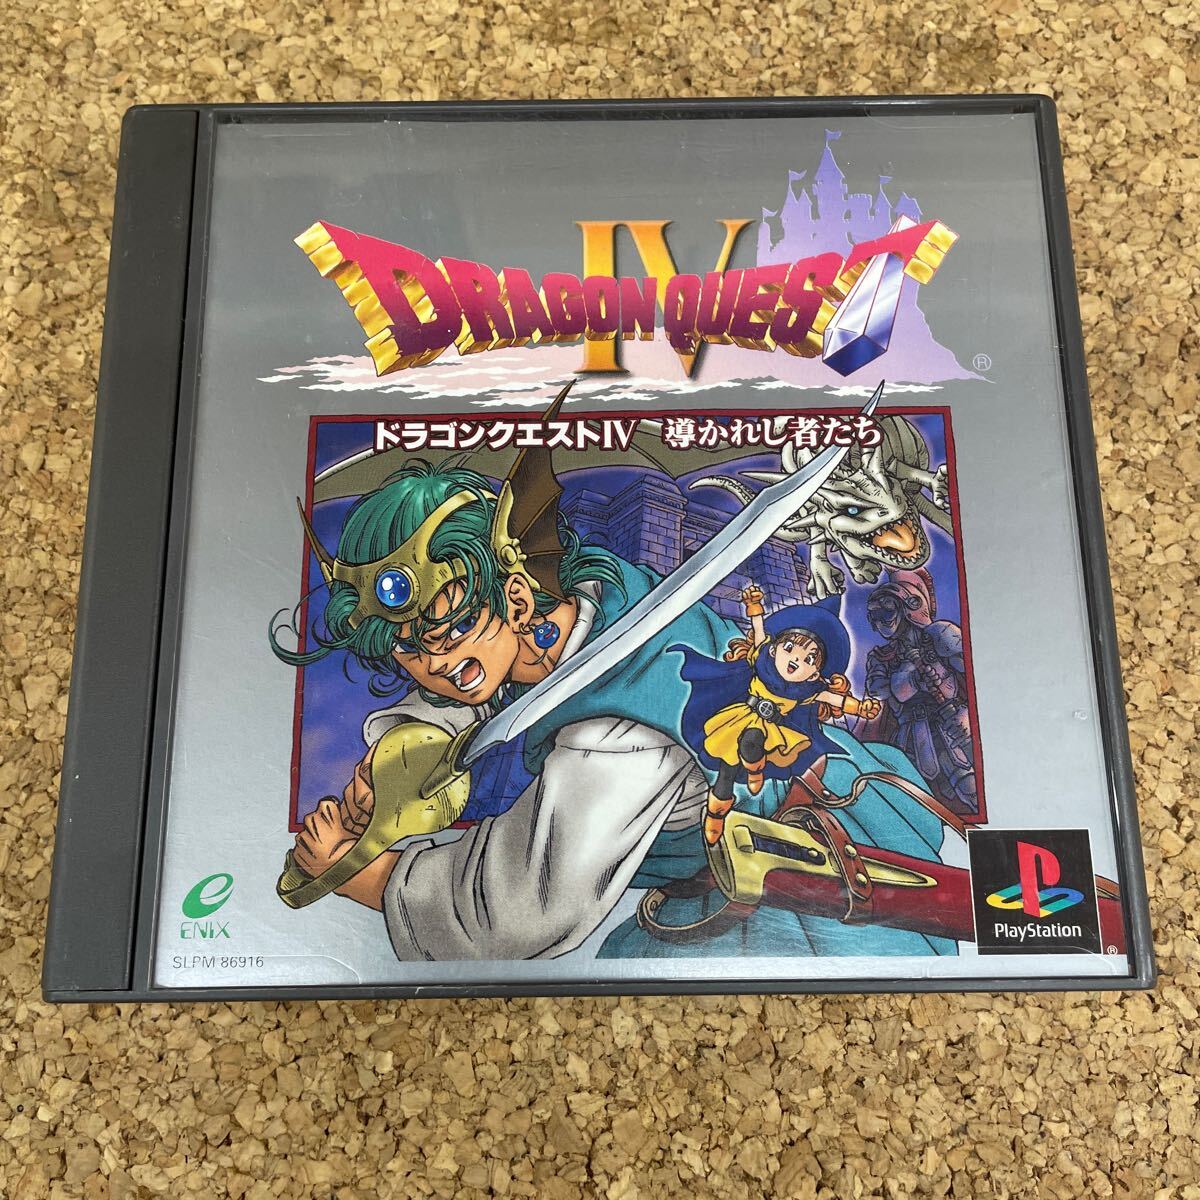 IV
DRAGON QUEST
®
ドラゴンクエストIV 導かれし者たち
ENIX
SLPM 86916
PlayStation
®